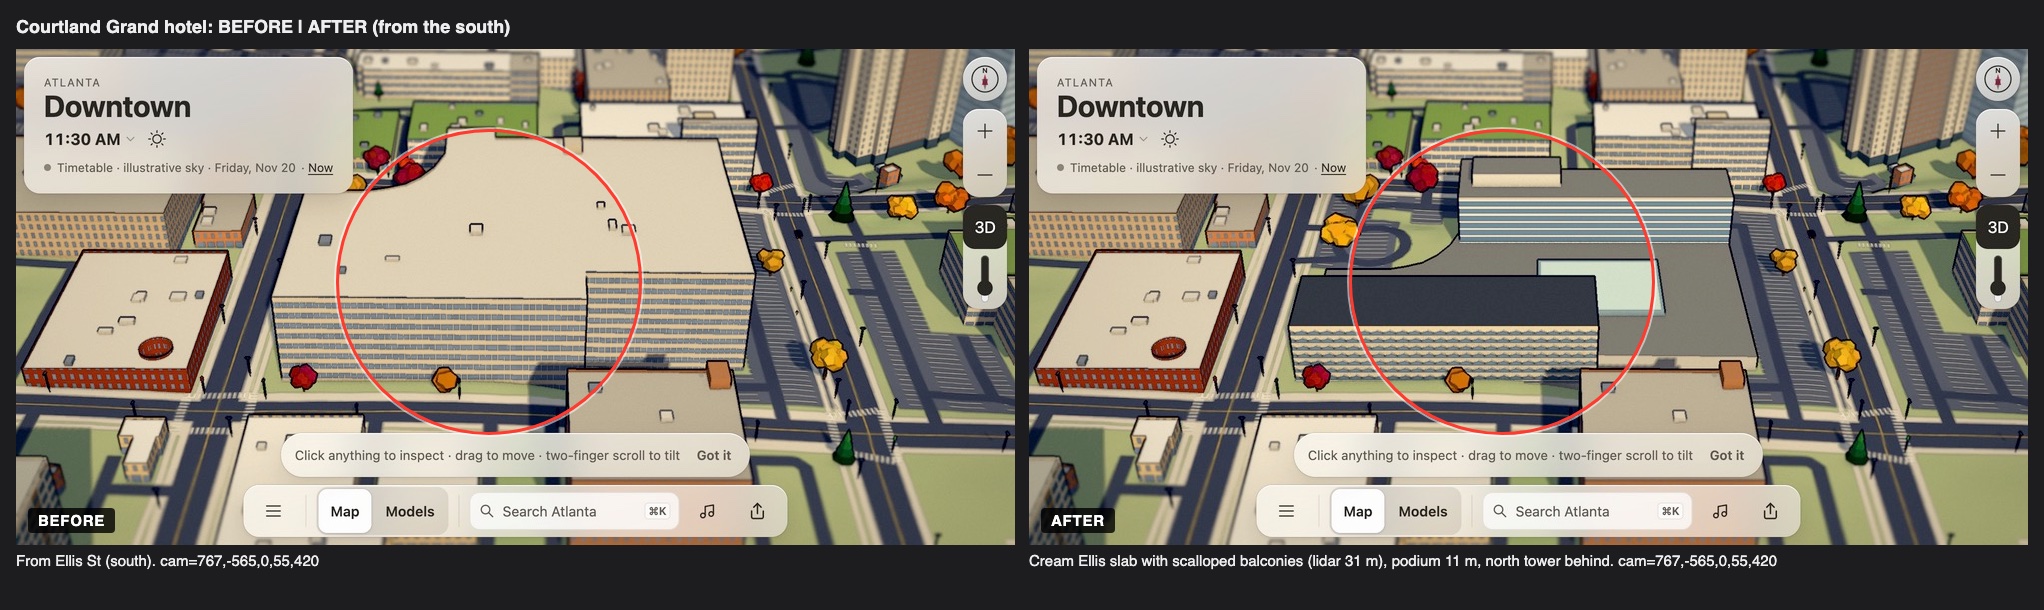 Courtland Grand hotel: BEFORE | AFTER (from the south)
ATLANTA
Downtown
11:30 AM
Timetable · illustrative sky · Friday, Nov 20 · Now
N
+
−
3D
Click anything to inspect · drag to move · two-finger scroll to tilt Got it
Map Models Search Atlanta ⌘K
BEFORE
From Ellis St (south). cam=767,-565,0,55,420
ATLANTA
Downtown
11:30 AM
Timetable · illustrative sky · Friday, Nov 20 · Now
N
+
−
3D
Click anything to inspect · drag to move · two-finger scroll to tilt Got it
Map Models Search Atlanta ⌘K
AFTER
Cream Ellis slab with scalloped balconies (lidar 31 m), podium 11 m, north tower behind. cam=767,-565,0,55,420